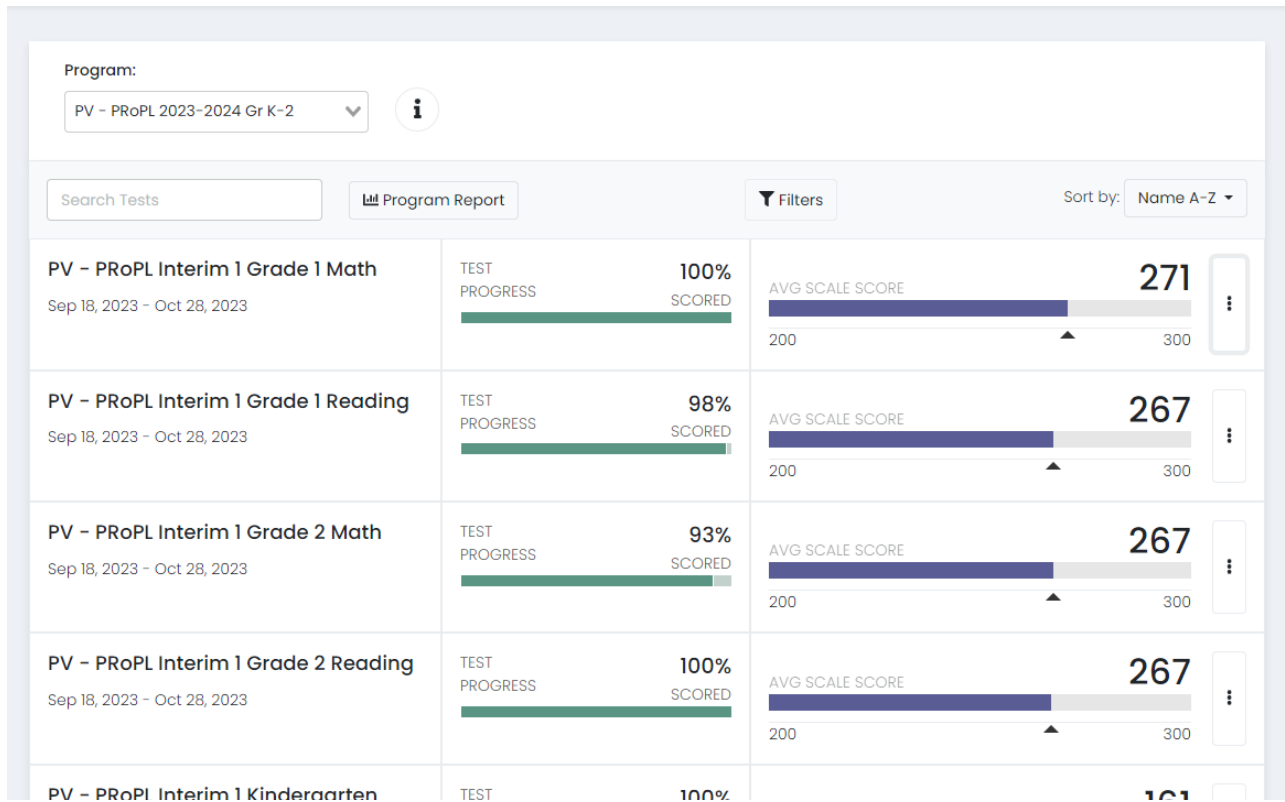 Program:
PV - PRoPL 2023-2024 Gr K-2
i
Search Tests
Program Report
Filters
Sort by:
Name A-Z
PV - PRoPL Interim 1 Grade 1 Math
Sep 18, 2023 - Oct 28, 2023
TEST
PROGRESS
100%
SCORED
AVG SCALE SCORE
271
200
300
PV - PRoPL Interim 1 Grade 1 Reading
Sep 18, 2023 - Oct 28, 2023
TEST
PROGRESS
98%
SCORED
AVG SCALE SCORE
267
200
300
PV - PRoPL Interim 1 Grade 2 Math
Sep 18, 2023 - Oct 28, 2023
TEST
PROGRESS
93%
SCORED
AVG SCALE SCORE
267
200
300
PV - PRoPL Interim 1 Grade 2 Reading
Sep 18, 2023 - Oct 28, 2023
TEST
PROGRESS
100%
SCORED
AVG SCALE SCORE
267
200
300
PV - PRoPL Interim 1 Kindergarten
TEST
100%
161